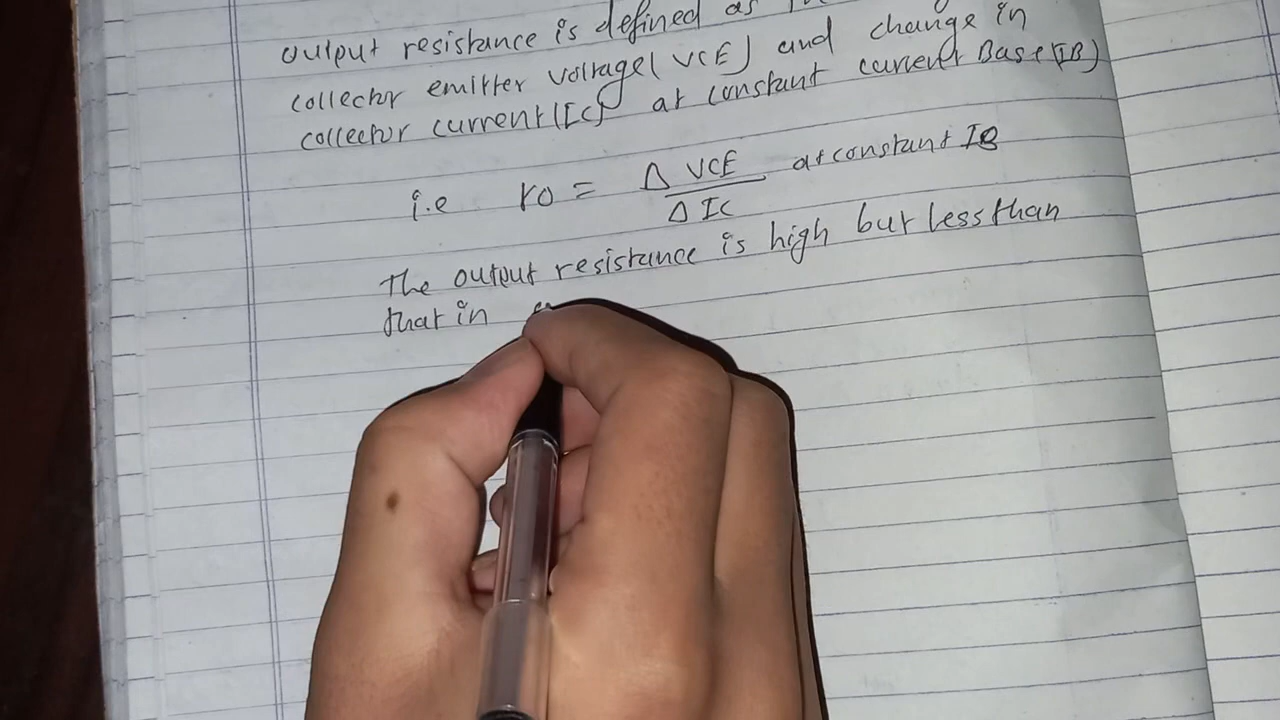 output resistance is defined as
collector emitter voltage( VCE) and change in
collector current(Ic) at constant current Base(IB)
i.e ro = ΔVCE / ΔIC at constant IB
The output resistance is high but less than
that in